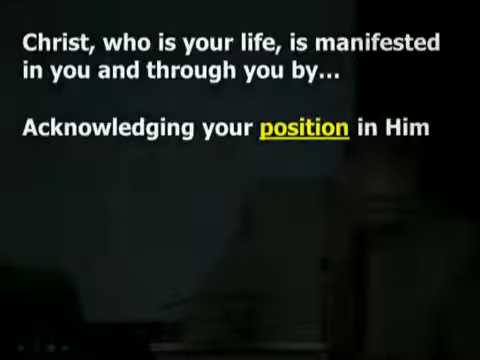 Christ, who is your life, is manifested
in you and through you by...
Acknowledging your position in Him